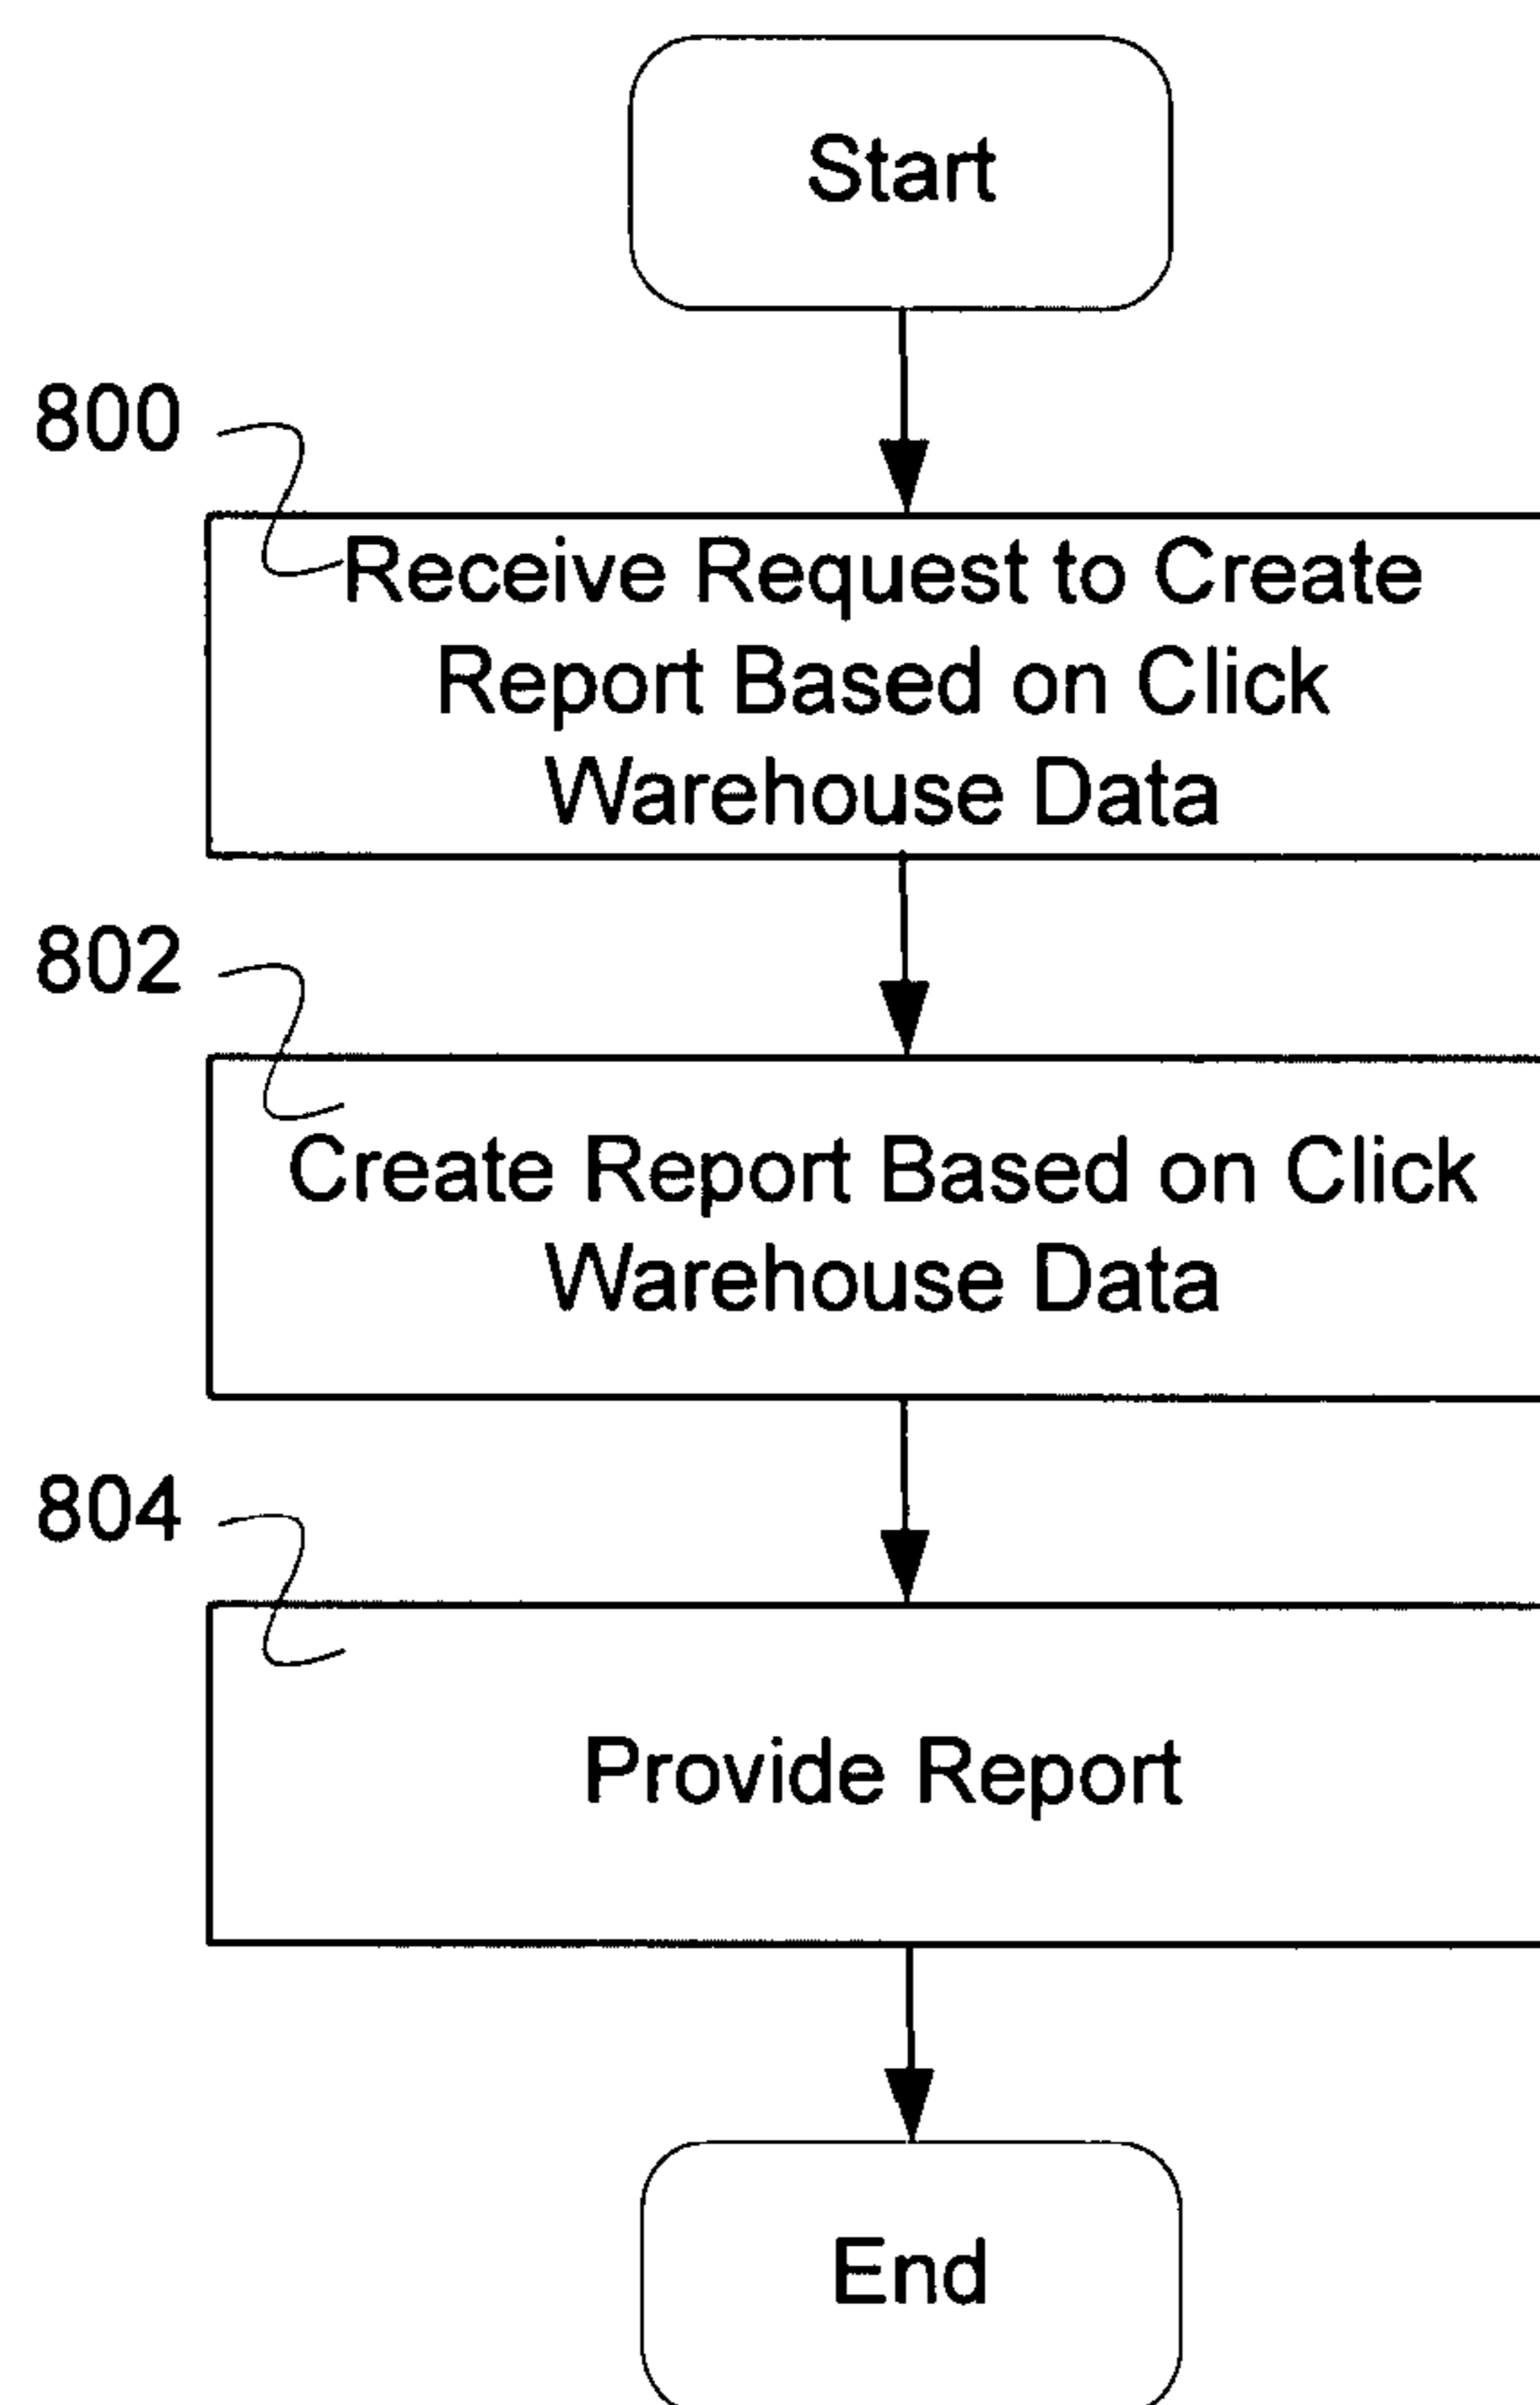 Start
800
Receive Request to Create
Report Based on Click
Warehouse Data
802
Create Report Based on Click
Warehouse Data
804
Provide Report
End